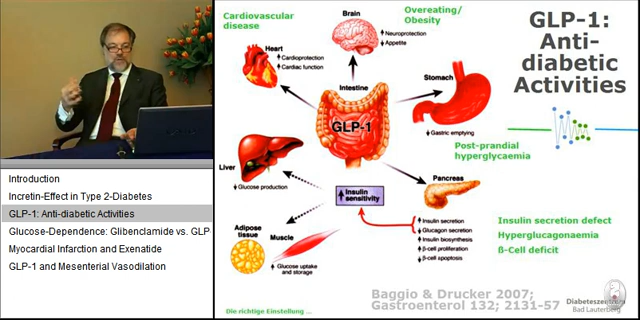 Introduction
Incretin-Effect in Type 2-Diabetes
GLP-1: Anti-diabetic Activities
Glucose-Dependence: Glibenclamide vs. GLP
Myocardial Infarction and Exenatide
GLP-1 and Mesenterial Vasodilation
GLP-1:
Anti-
diabetic
Activities
Cardiovascular
disease
Brain
Neuroprotection
Appetite
Overeating/
Obesity
Heart
Cardioprotection
Cardiac function
Intestine
GLP-1
Stomach
Gastric emptying
Post-prandial
hyperglycaemia
Liver
Glucose production
Insulin
sensitivity
Pancreas
Insulin secretion
Glucagon secretion
Insulin biosynthesis
β-cell proliferation
β-cell apoptosis
Insulin secretion defect
Hyperglucagonaemia
ß-Cell deficit
Adipose
tissue
Muscle
Glucose uptake
and storage
Baggio & Drucker 2007;
Gastroenterol 132; 2131-57
Die richtige Einstellung ...
Diabeteszentrum
Bad Lauterberg